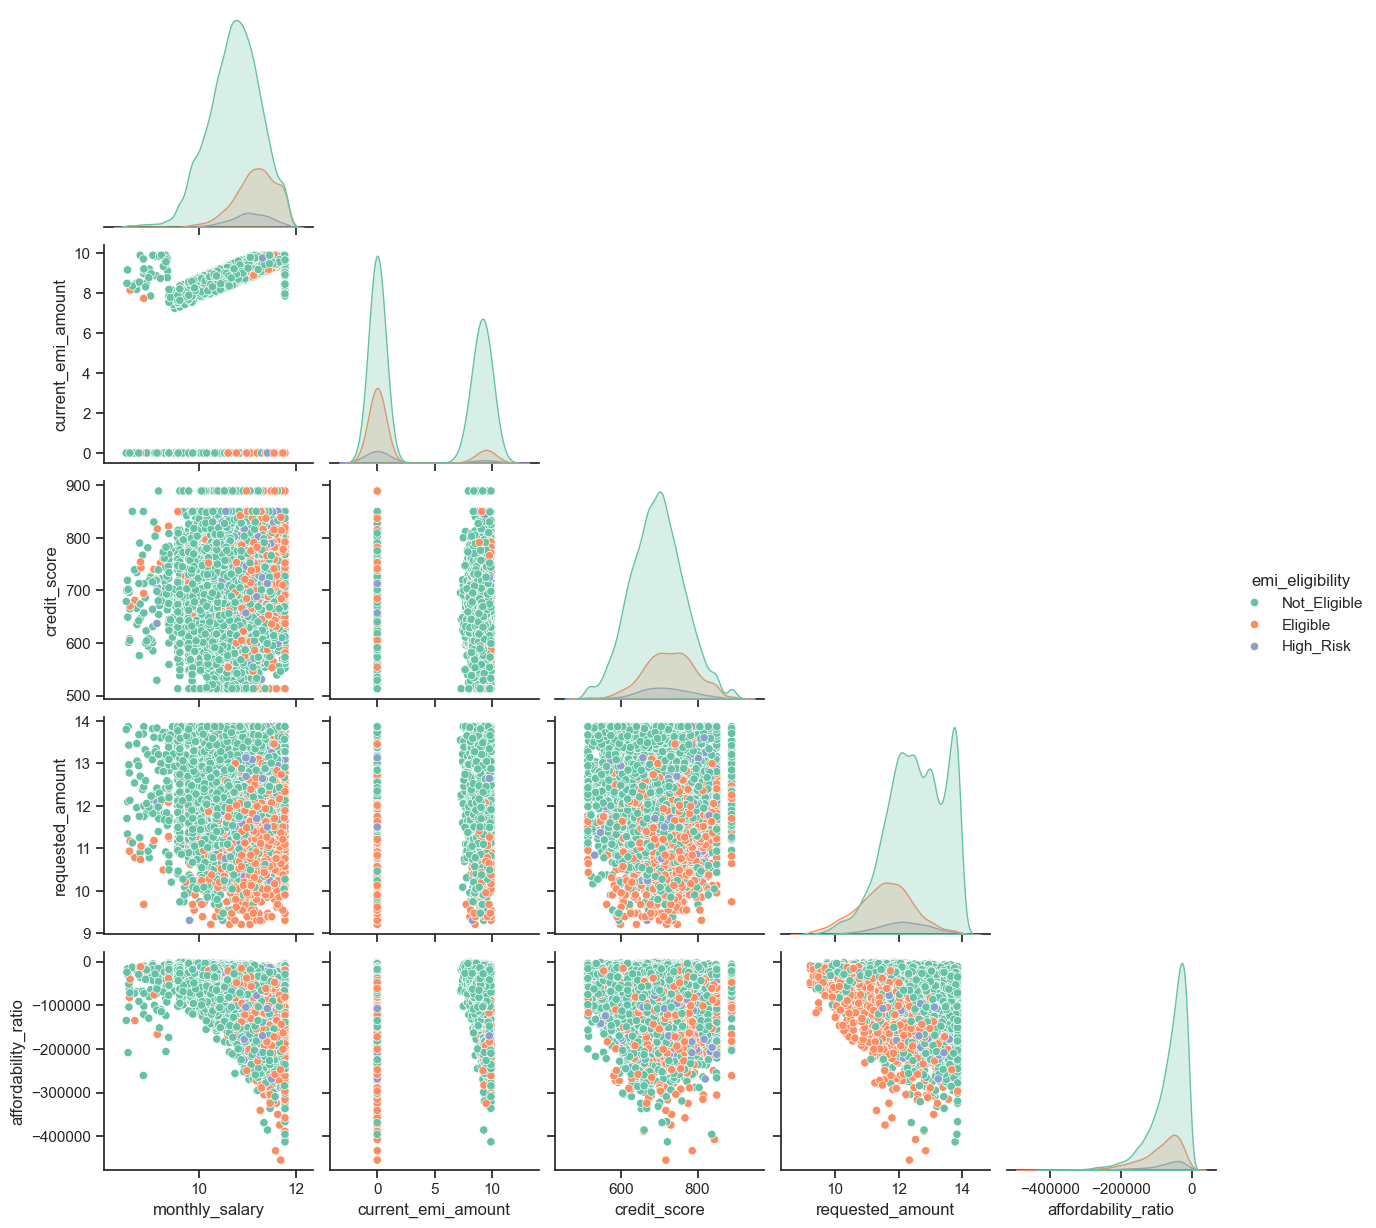 10
8
6
4
2
0
current_emi_amount
900
800
700
600
500
credit_score
emi_eligibility
Not_Eligible
Eligible
High_Risk
14
13
12
11
10
9
requested_amount
0
−100000
−200000
−300000
−400000
affordability_ratio
10 12
0 5 10
600 800
10 12 14
−400000 −200000 0
monthly_salary
current_emi_amount
credit_score
requested_amount
affordability_ratio